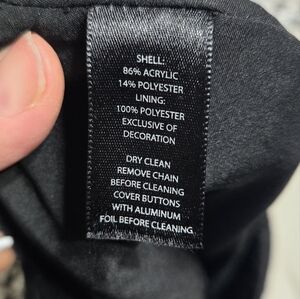 SHELL:
86% ACRYLIC
14% POLYESTER
LINING:
100% POLYESTER
EXCLUSIVE OF
DECORATION
DRY CLEAN
REMOVE CHAIN
BEFORE CLEANING
COVER BUTTONS
WITH ALUMINUM
FOIL BEFORE CLEANING